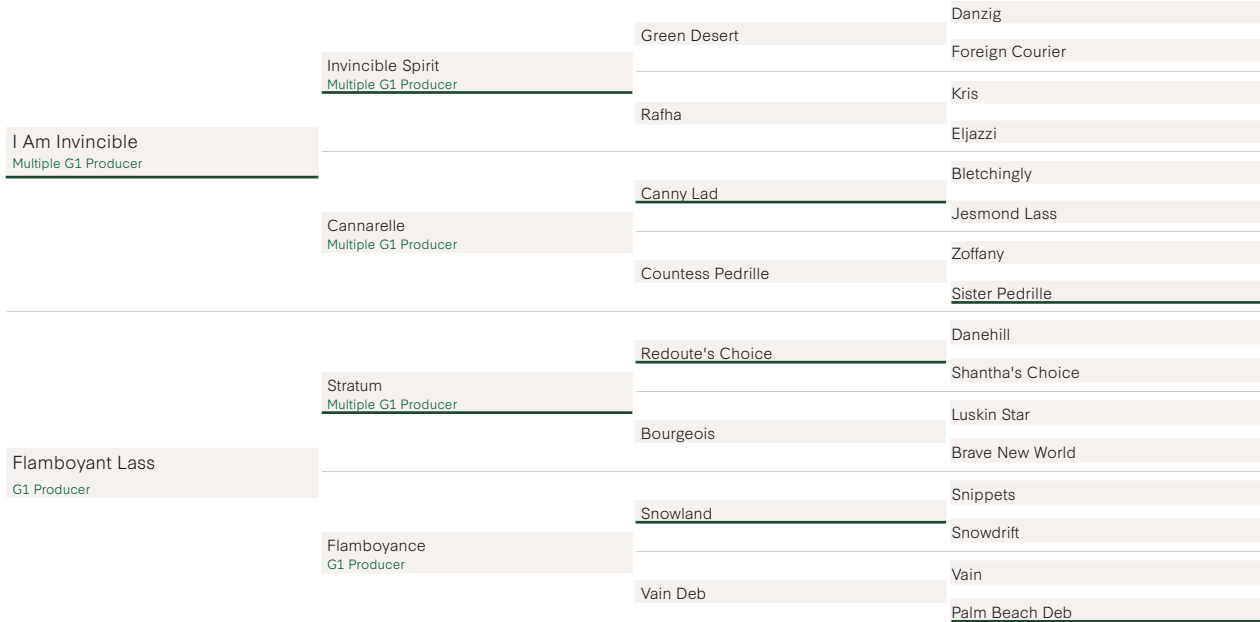 I Am Invincible
Multiple G1 Producer
Flamboyant Lass
G1 Producer
Invincible Spirit
Multiple G1 Producer
Cannarelle
Multiple G1 Producer
Stratum
Multiple G1 Producer
Flamboyance
G1 Producer
Green Desert
Rafha
Canny Lad
Countess Pedrille
Redoute's Choice
Bourgeois
Snowland
Vain Deb
Danzig
Foreign Courier
Kris
Eljazzi
Bletchingly
Jesmond Lass
Zoffany
Sister Pedrille
Danehill
Shantha's Choice
Luskin Star
Brave New World
Snippets
Snowdrift
Vain
Palm Beach Deb